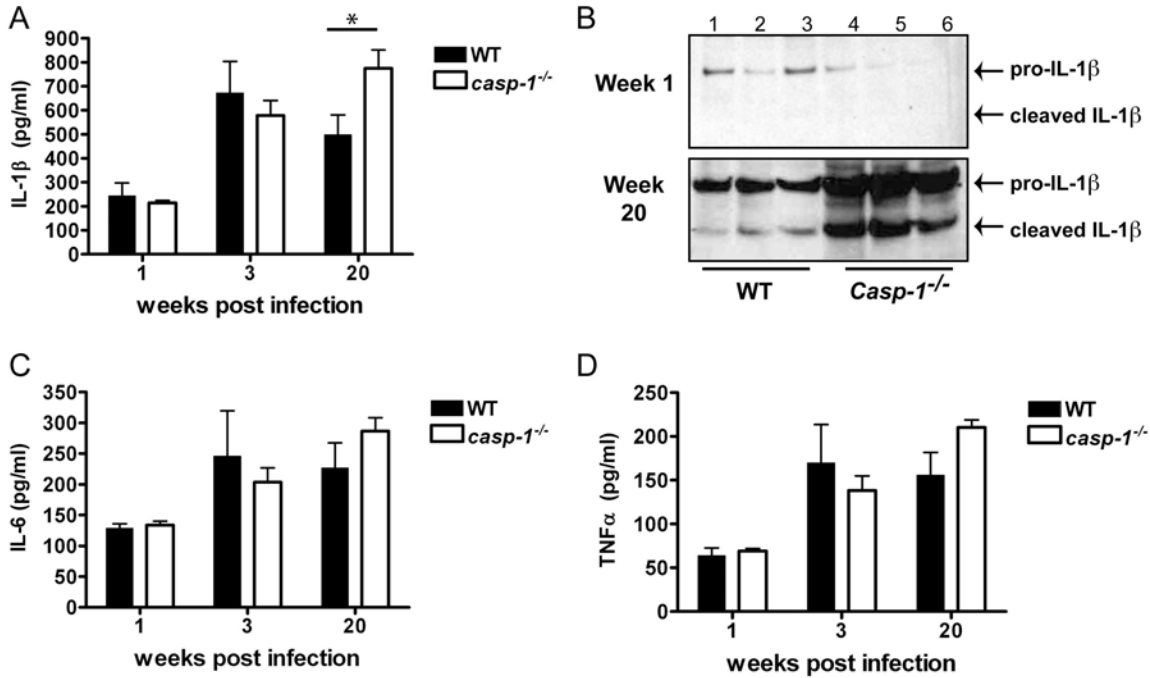 A
IL-1β (pg/ml)
900
800
700
600
500
400
300
200
100
0
*
WT
casp-1-/-
1 3 20
weeks post infection
B
1 2 3 4 5 6
Week 1
pro-IL-1β
cleaved IL-1β
Week
20
pro-IL-1β
cleaved IL-1β
WT Casp-1-/-
C
IL-6 (pg/ml)
350
300
250
200
150
100
50
0
WT
casp-1-/-
1 3 20
weeks post infection
D
TNFα (pg/ml)
250
200
150
100
50
0
WT
casp-1-/-
1 3 20
weeks post infection